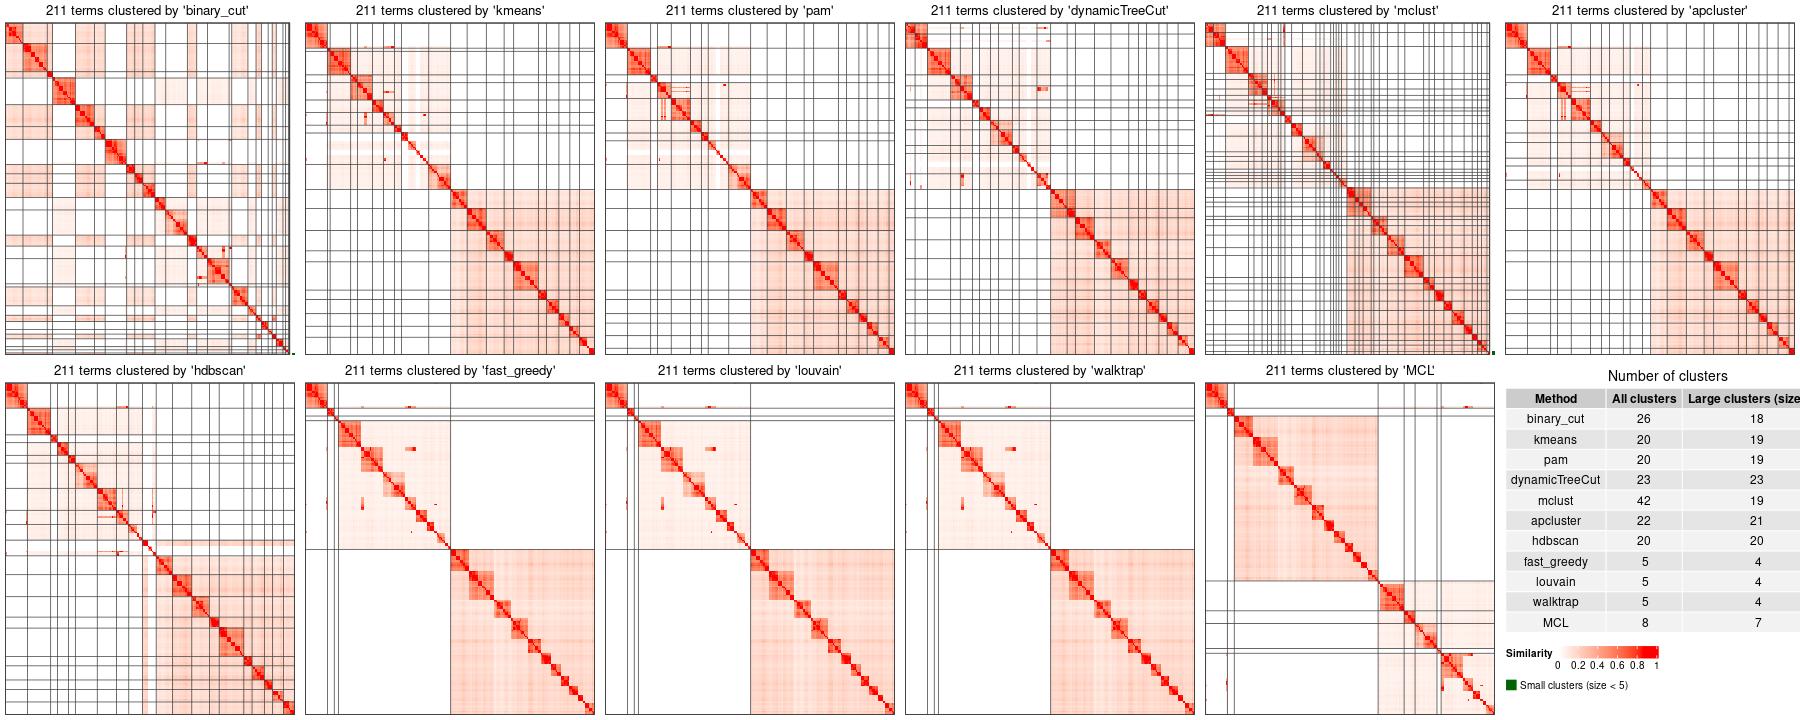 211 terms clustered by 'binary_cut'
211 terms clustered by 'kmeans'
211 terms clustered by 'pam'
211 terms clustered by 'dynamicTreeCut'
211 terms clustered by 'mclust'
211 terms clustered by 'apcluster'
211 terms clustered by 'hdbscan'
211 terms clustered by 'fast_greedy'
211 terms clustered by 'louvain'
211 terms clustered by 'walktrap'
211 terms clustered by 'MCL'
Number of clusters
Method All clusters Large clusters (size
binary_cut 26 18
kmeans 20 19
pam 20 19
dynamicTreeCut 23 23
mclust 42 19
apcluster 22 21
hdbscan 20 20
fast_greedy 5 4
louvain 5 4
walktrap 5 4
MCL 8 7
Similarity
0 0.2 0.4 0.6 0.8 1
Small clusters (size < 5)